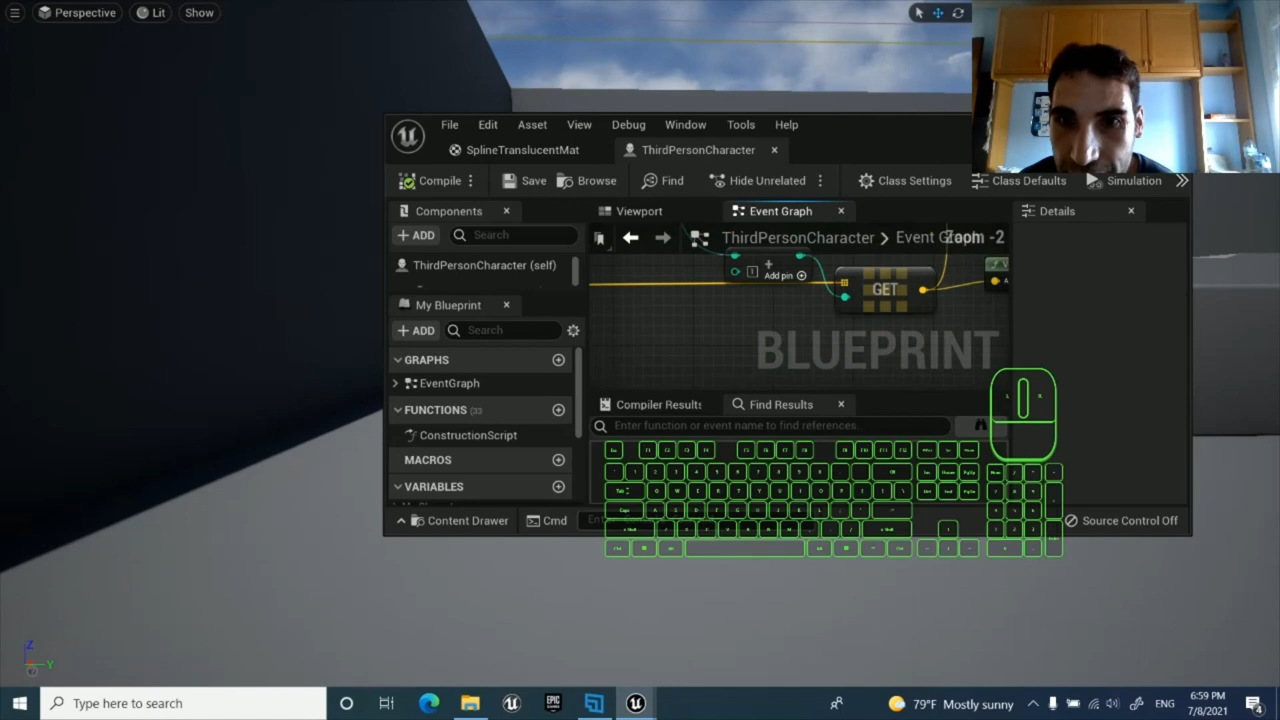 Perspective
Lit
Show
File Edit Asset View Debug Window Tools Help
SplineTranslucentMat
ThirdPersonCharacter
Compile
Save
Browse
Find
Hide Unrelated
Class Settings
Class Defaults
Simulation
Components
Viewport
Event Graph
Details
ADD
Search
ThirdPersonCharacter > Event Graph
Zoom -2
ThirdPersonCharacter (self)
Add pin
GET
My Blueprint
ADD
Search
BLUEPRINT
GRAPHS
EventGraph
Compiler Results
Find Results
FUNCTIONS
Enter function or event name to find references.
ConstructionScript
MACROS
VARIABLES
Content Drawer
Cmd
Source Control Off
Z
Y
Type here to search
79°F Mostly sunny
ENG
6:59 PM
7/8/2021